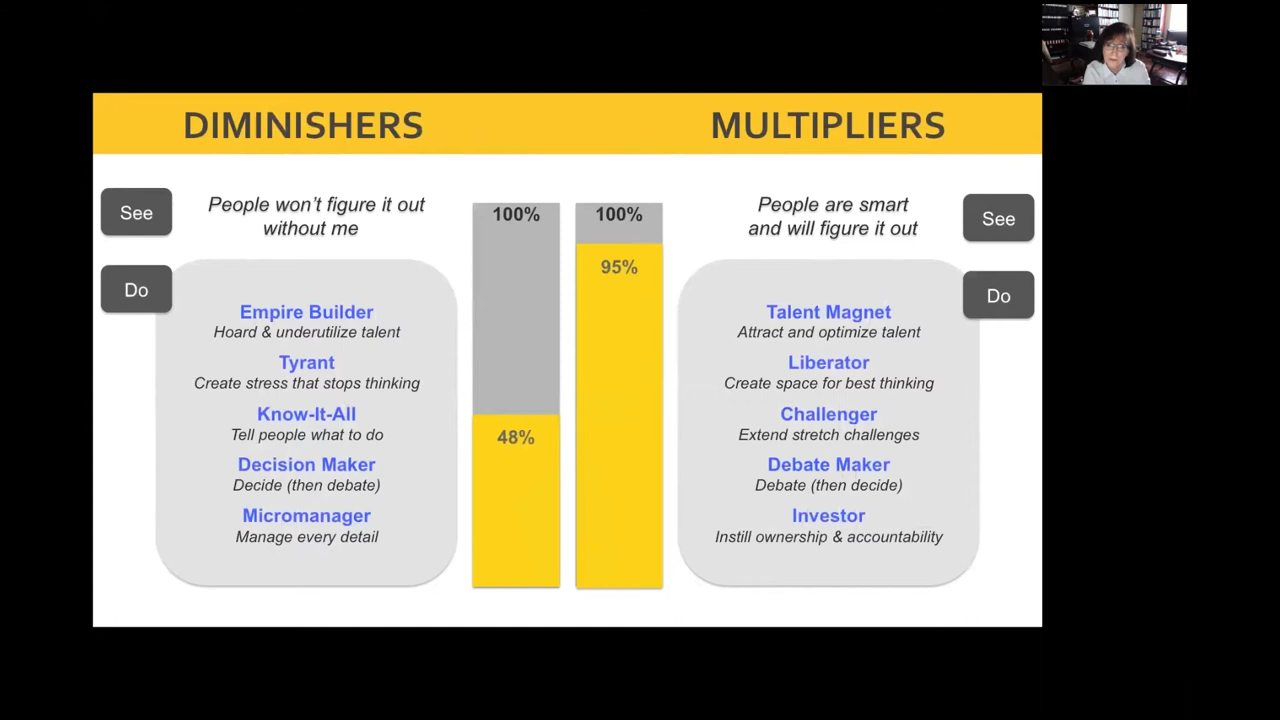 DIMINISHERS
MULTIPLIERS
See
People won't figure it out
without me
Do
Empire Builder
Hoard & underutilize talent
Tyrant
Create stress that stops thinking
Know-It-All
Tell people what to do
Decision Maker
Decide (then debate)
Micromanager
Manage every detail
100%
48%
100%
95%
People are smart
and will figure it out
See
Do
Talent Magnet
Attract and optimize talent
Liberator
Create space for best thinking
Challenger
Extend stretch challenges
Debate Maker
Debate (then decide)
Investor
Instill ownership & accountability